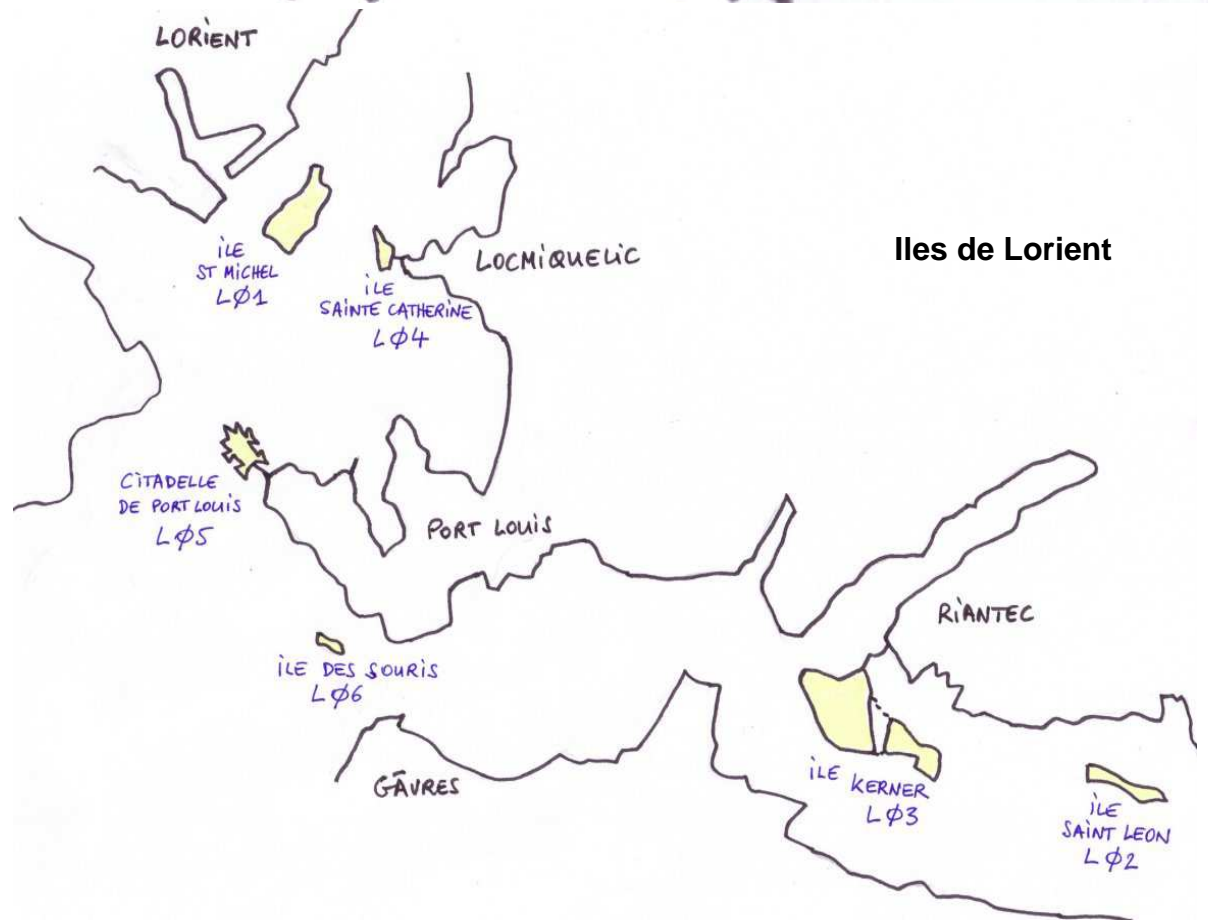 LORIENT
ILE
ST MICHEL
LØ1
ILE
SAINTE CATHERINE
LØ4
LOCMIQUELIC
Iles de Lorient
CITADELLE
DE PORT LOUIS
LØ5
PORT LOUIS
RIANTEC
ILE DES SOURIS
LØ6
GÂVRES
ILE KERNER
LØ3
ILE
SAINT LEON
LØ2